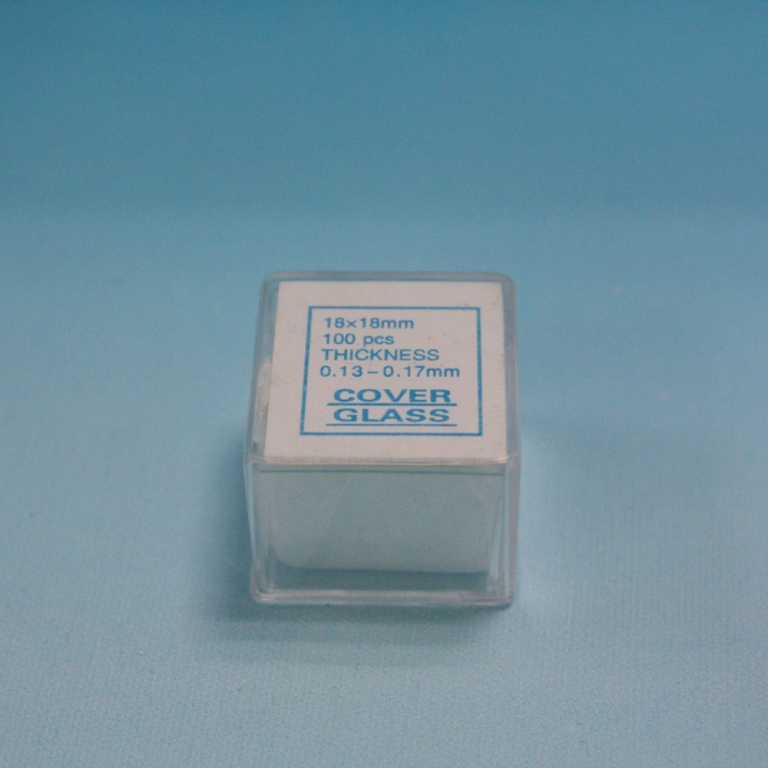 18×18mm
100 pcs
THICKNESS
0.13–0.17mm
COVER
GLASS